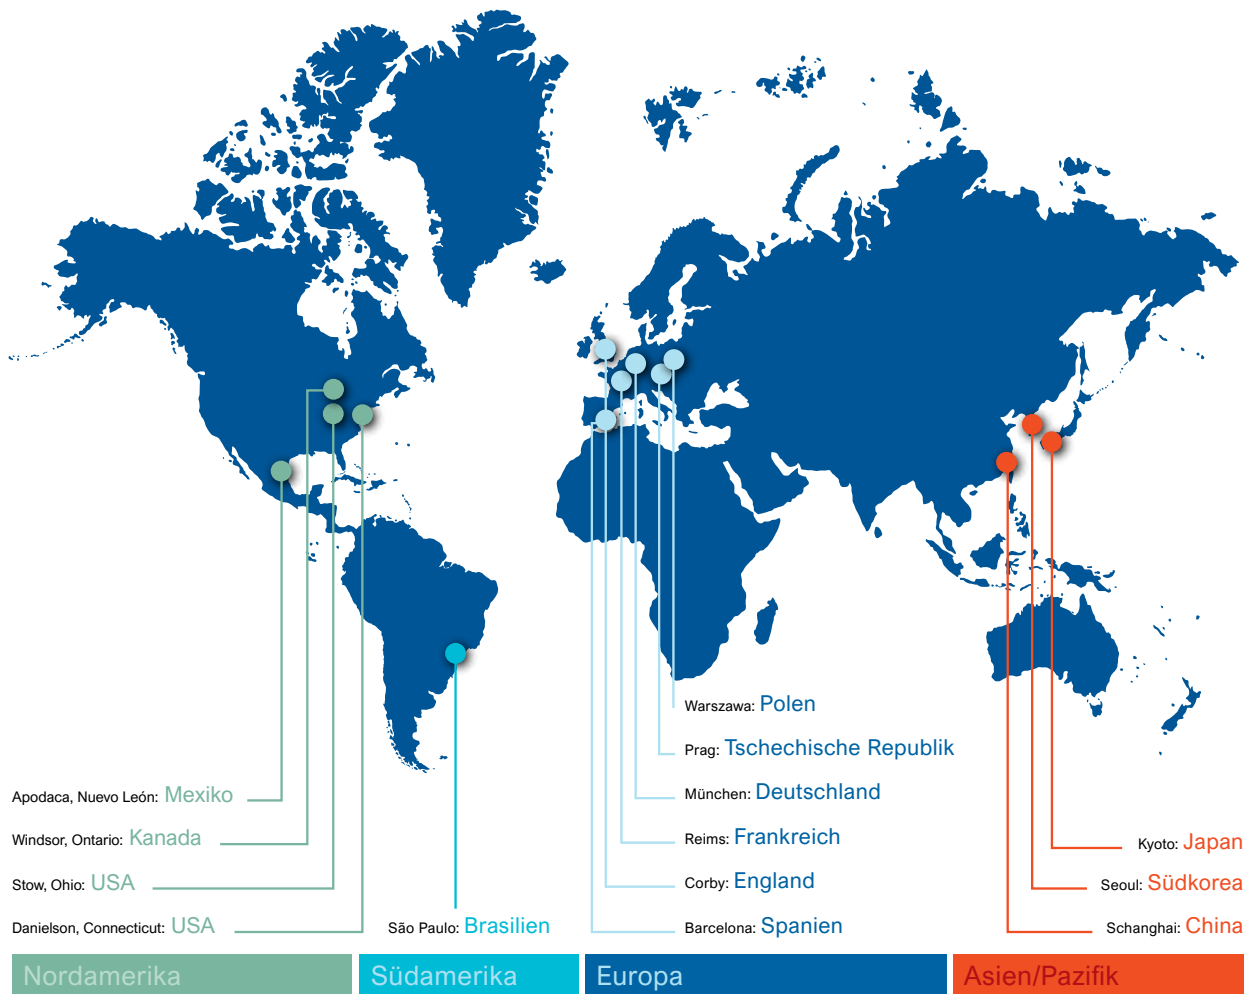 Warszawa: Polen
Prag: Tschechische Republik
München: Deutschland
Apodaca, Nuevo León: Mexiko
Windsor, Ontario: Kanada
Reims: Frankreich
Kyoto: Japan
Stow, Ohio: USA
Corby: England
Seoul: Südkorea
Danielson, Connecticut: USA
São Paulo: Brasilien
Barcelona: Spanien
Schanghai: China
Nordamerika
Südamerika
Europa
Asien/Pazifik